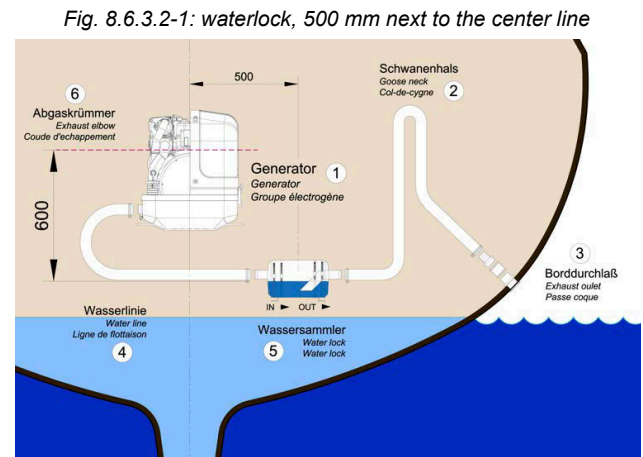 Fig. 8.6.3.2-1: waterlock, 500 mm next to the center line
500
Schwanenhals
Goose neck
Col-de-cygne
2
6
Abgaskrümmer
Exhaust elbow
Coude d'echappement
Generator
Generator
Groupe électrogène
1
600
3
Borddurchlaß
Exhaust oulet
Passe coque
IN
OUT
Wasserlinie
Water line
Ligne de flottaison
4
Wassersammler
Water lock
Water lock
5